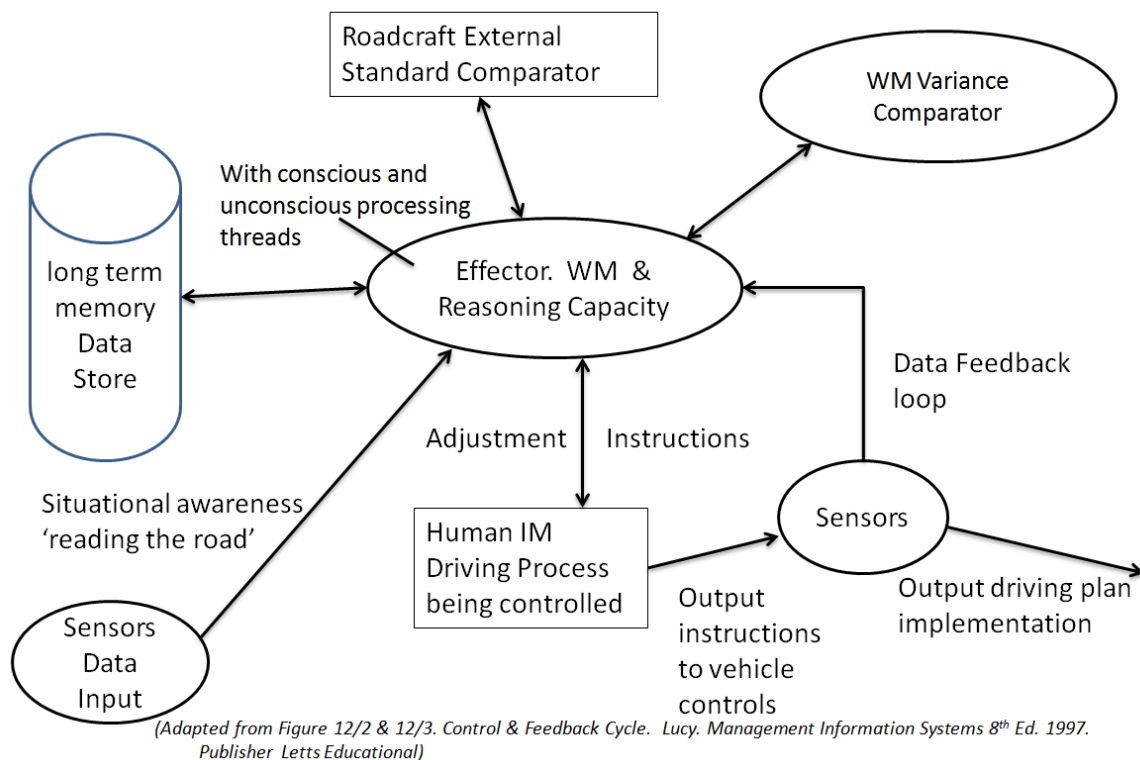 Roadcraft External
Standard Comparator
WM Variance
Comparator
With conscious and
unconscious processing
threads
long term
memory
Data
Store
Effector. WM &
Reasoning Capacity
Data Feedback
loop
Adjustment
Instructions
Situational awareness
‘reading the road’
Sensors
Human IM
Driving Process
being controlled
Output driving plan
implementation
Output
instructions
to vehicle
controls
Sensors
Data
Input
(Adapted from Figure 12/2 & 12/3. Control & Feedback Cycle. Lucy. Management Information Systems 8th Ed. 1997.
Publisher Letts Educational)